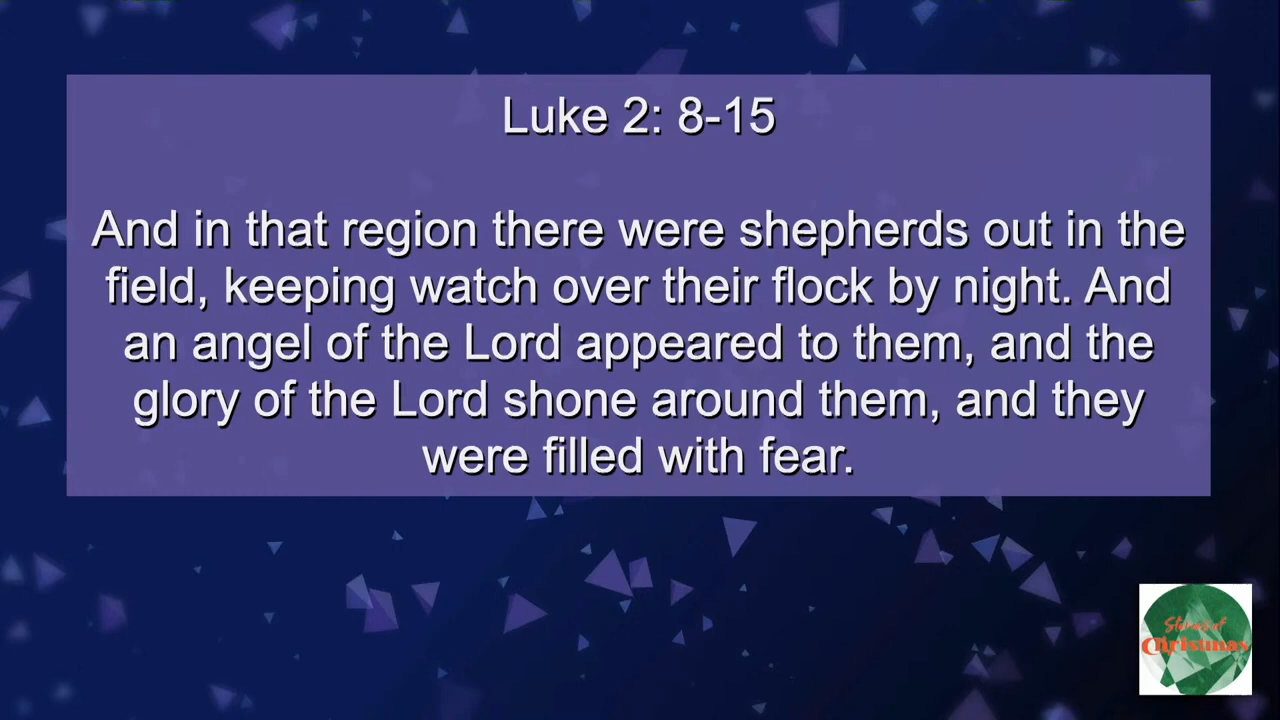 Luke 2: 8-15
And in that region there were shepherds out in the
field, keeping watch over their flock by night. And
an angel of the Lord appeared to them, and the
glory of the Lord shone around them, and they
were filled with fear.
Stories of
Christmas